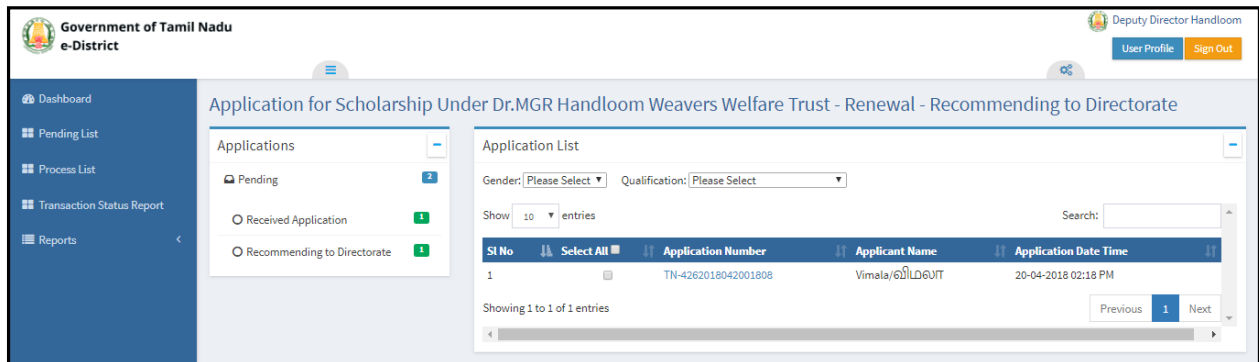 Government of Tamil Nadu
e-District
Deputy Director Handloom
User Profile Sign Out
Dashboard
Pending List
Process List
Transaction Status Report
Reports
Application for Scholarship Under Dr.MGR Handloom Weavers Welfare Trust - Renewal - Recommending to Directorate
Applications
Pending 2
Received Application 1
Recommending to Directorate 1
Application List
Gender: Please Select Qualification: Please Select
Show 10 entries Search:
Sl No Select All Application Number Applicant Name Application Date Time
1 TN-4262018042001808 Vimala/விமலா 20-04-2018 02:18 PM
Showing 1 to 1 of 1 entries
Previous 1 Next